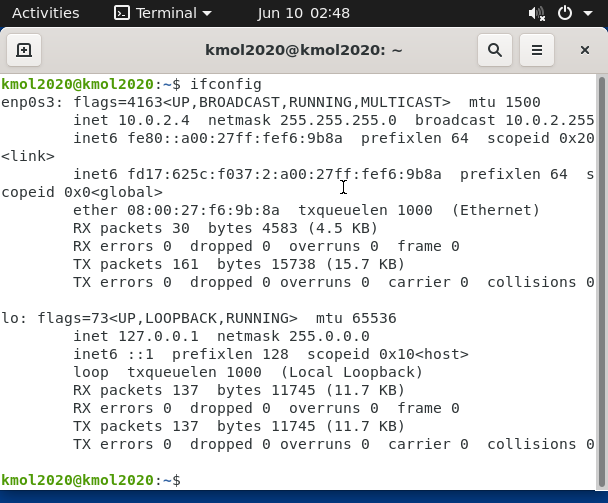 Activities Terminal Jun 10 02:48
kmol2020@kmol2020: ~
kmol2020@kmol2020:~$ ifconfig
enp0s3: flags=4163<UP,BROADCAST,RUNNING,MULTICAST>  mtu 1500
        inet 10.0.2.4  netmask 255.255.255.0  broadcast 10.0.2.255
        inet6 fe80::a00:27ff:fef6:9b8a  prefixlen 64  scopeid 0x20
<link>
        inet6 fd17:625c:f037:2:a00:27ff:fef6:9b8a  prefixlen 64  s
copeid 0x0<global>
        ether 08:00:27:f6:9b:8a  txqueuelen 1000  (Ethernet)
        RX packets 30  bytes 4583 (4.5 KB)
        RX errors 0  dropped 0  overruns 0  frame 0
        TX packets 161  bytes 15738 (15.7 KB)
        TX errors 0  dropped 0 overruns 0  carrier 0  collisions 0

lo: flags=73<UP,LOOPBACK,RUNNING>  mtu 65536
        inet 127.0.0.1  netmask 255.0.0.0
        inet6 ::1  prefixlen 128  scopeid 0x10<host>
        loop  txqueuelen 1000  (Local Loopback)
        RX packets 137  bytes 11745 (11.7 KB)
        RX errors 0  dropped 0  overruns 0  frame 0
        TX packets 137  bytes 11745 (11.7 KB)
        TX errors 0  dropped 0 overruns 0  carrier 0  collisions 0

kmol2020@kmol2020:~$